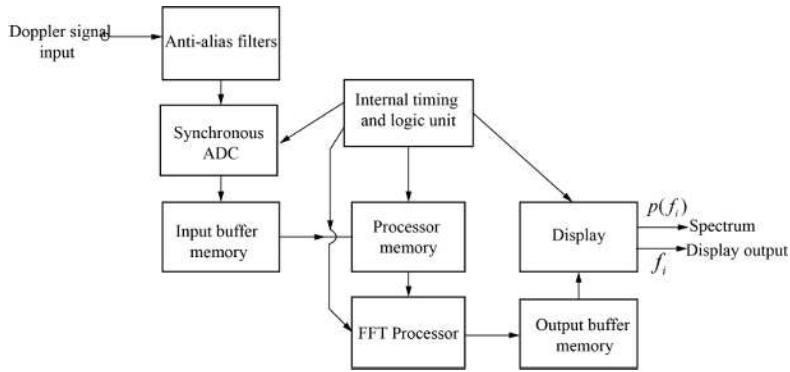 Doppler signal
input
Anti-alias filters
Internal timing
and logic unit
Synchronous
ADC
Input buffer
memory
Processor
memory
Display
p(f_i)
Spectrum
Display output
f_i
FFT Processor
Output buffer
memory